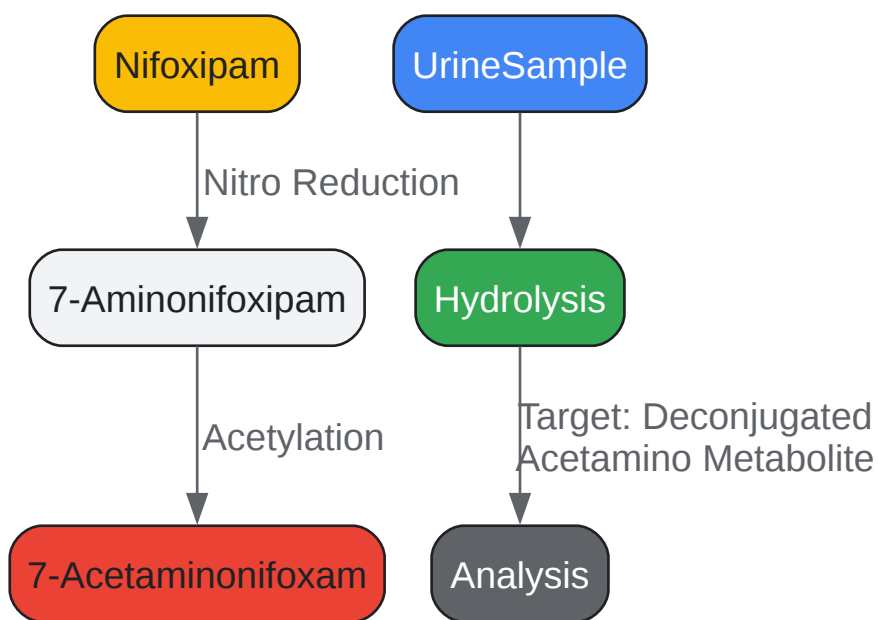 Nifoxipam
UrineSample
Nitro Reduction
7-Aminonifoxipam
Hydrolysis
Acetylation
Target: Deconjugated
Acetamino Metabolite
7-Acetaminonifoxam
Analysis